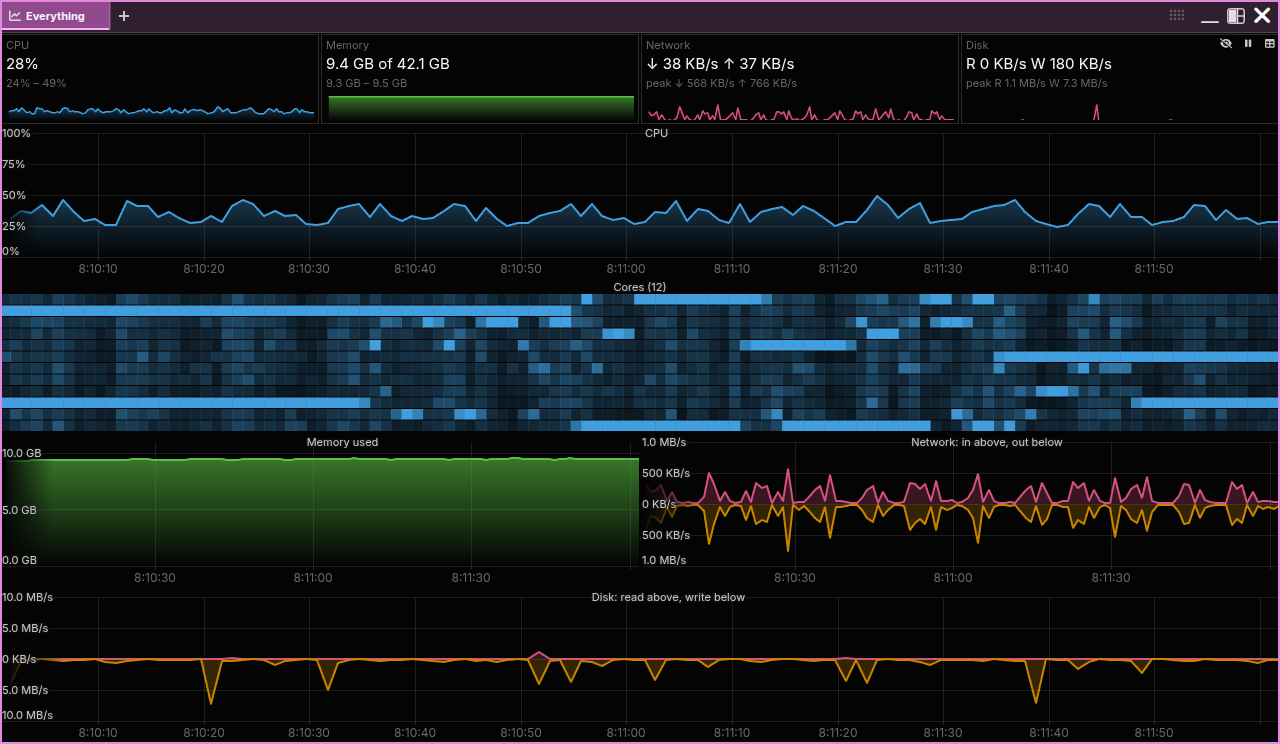 Everything
CPU
28%
24% – 49%
Memory
9.4 GB of 42.1 GB
9.3 GB – 9.5 GB
Network
↓ 38 KB/s ↑ 37 KB/s
peak ↓ 568 KB/s ↑ 766 KB/s
Disk
R 0 KB/s W 180 KB/s
peak R 1.1 MB/s W 7.3 MB/s
CPU
100%
75%
50%
25%
0%
8:10:10 8:10:20 8:10:30 8:10:40 8:10:50 8:11:00 8:11:10 8:11:20 8:11:30 8:11:40 8:11:50
Cores (12)
Memory used
10.0 GB
5.0 GB
0.0 GB
8:10:30 8:11:00 8:11:30
Network: in above, out below
1.0 MB/s
500 KB/s
0 KB/s
500 KB/s
1.0 MB/s
8:10:30 8:11:00 8:11:30
Disk: read above, write below
10.0 MB/s
5.0 MB/s
0 KB/s
5.0 MB/s
10.0 MB/s
8:10:10 8:10:20 8:10:30 8:10:40 8:10:50 8:11:00 8:11:10 8:11:20 8:11:30 8:11:40 8:11:50